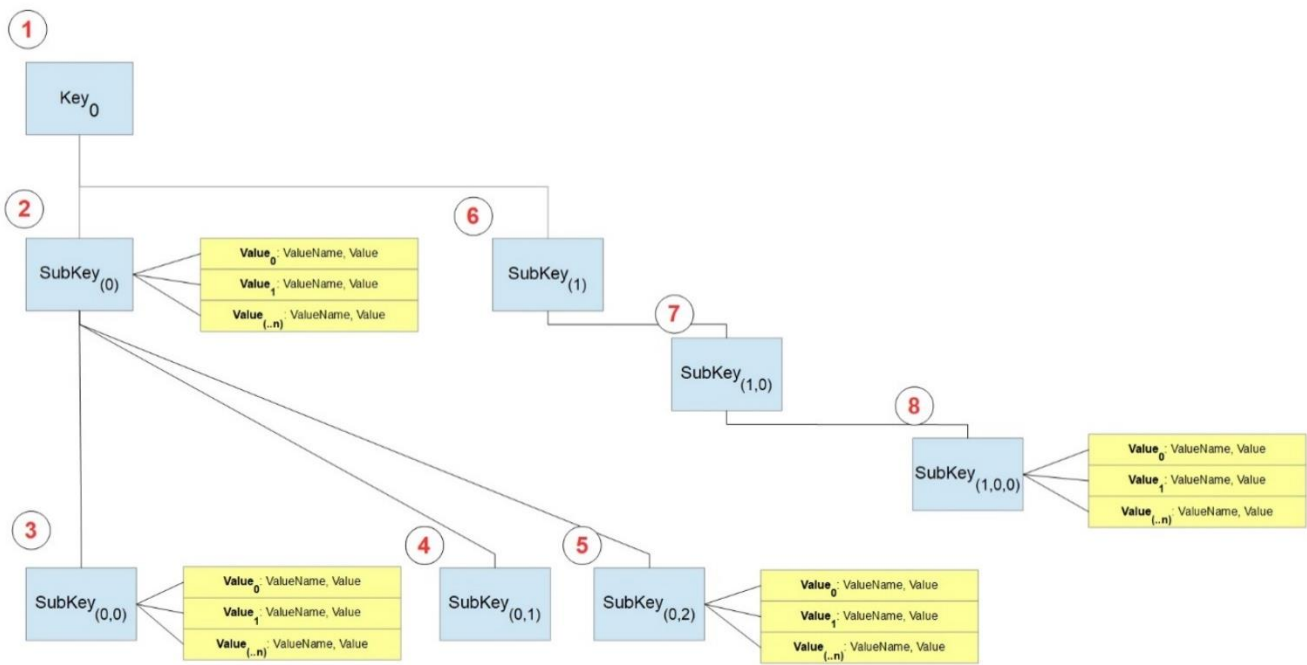 1
Key0
2
SubKey(0)
Value0: ValueName, Value
Value1: ValueName, Value
Value(..n): ValueName, Value
6
SubKey(1)
7
SubKey(1,0)
8
SubKey(1,0,0)
Value0: ValueName, Value
Value1: ValueName, Value
Value(..n): ValueName, Value
3
SubKey(0,0)
Value0: ValueName, Value
Value1: ValueName, Value
Value(..n): ValueName, Value
4
SubKey(0,1)
5
SubKey(0,2)
Value0: ValueName, Value
Value1: ValueName, Value
Value(..n): ValueName, Value